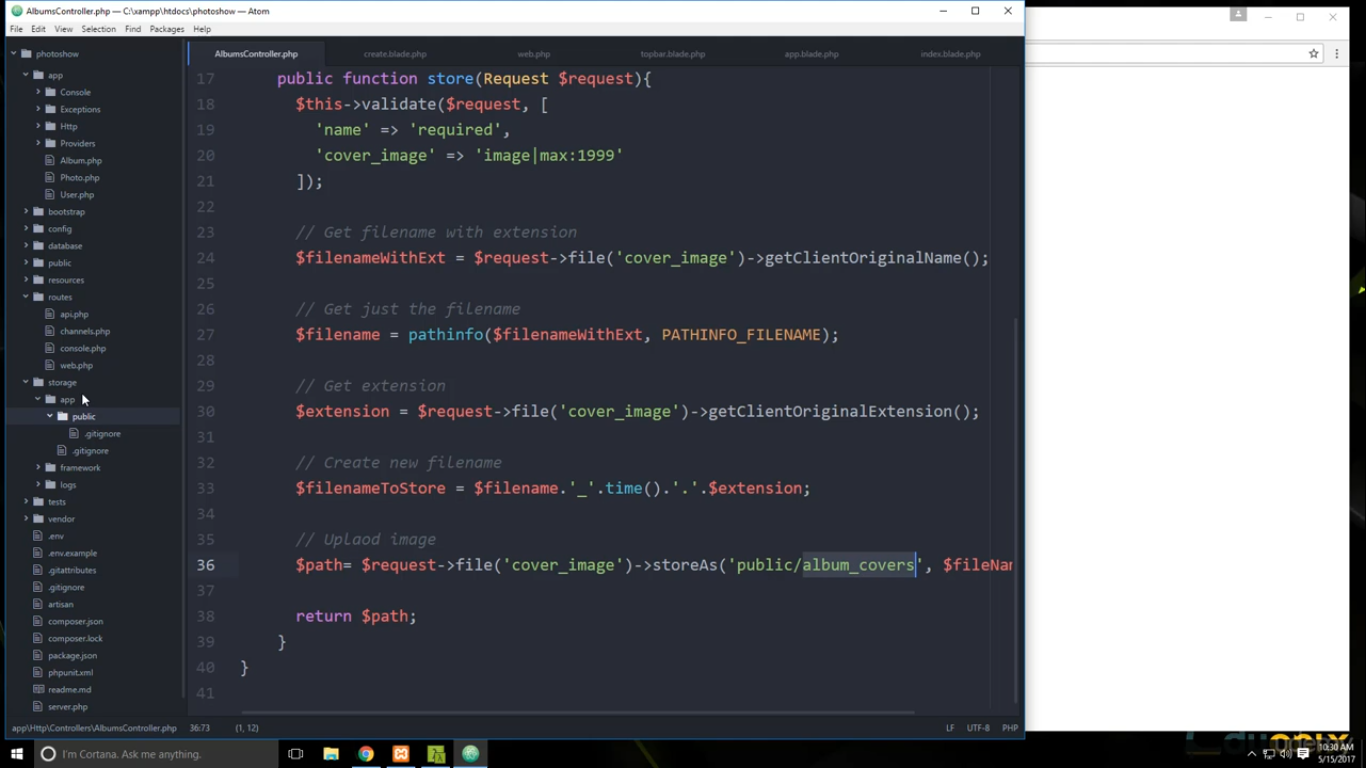 AlbumsController.php — C:\xampp\htdocs\photoshow — Atom
File Edit View Selection Find Packages Help
photoshow
app
Console
Exceptions
Http
Providers
Album.php
Photo.php
User.php
bootstrap
config
database
public
resources
routes
api.php
channels.php
console.php
web.php
storage
app
public
.gitignore
.gitignore
framework
logs
tests
vendor
.env
.env.example
.gitattributes
.gitignore
artisan
composer.json
composer.lock
package.json
phpunit.xml
readme.md
server.php
AlbumsController.php create.blade.php web.php topbar.blade.php app.blade.php index.blade.php
17 public function store(Request $request){
18 $this->validate($request, [
19 'name' => 'required',
20 'cover_image' => 'image|max:1999'
21 ]);
22
23 // Get filename with extension
24 $filenameWithExt = $request->file('cover_image')->getClientOriginalName();
25
26 // Get just the filename
27 $filename = pathinfo($filenameWithExt, PATHINFO_FILENAME);
28
29 // Get extension
30 $extension = $request->file('cover_image')->getClientOriginalExtension();
31
32 // Create new filename
33 $filenameToStore = $filename.'_'.time().'.'.$extension;
34
35 // Uplaod image
36 $path= $request->file('cover_image')->storeAs('public/album_covers', $fileNam
37
38 return $path;
39 }
40 }
41
app\Http\Controllers\AlbumsController.php 36:73 (1, 12) LF UTF-8 PHP
I'm Cortana. Ask me anything.
10:30 AM
5/15/2017